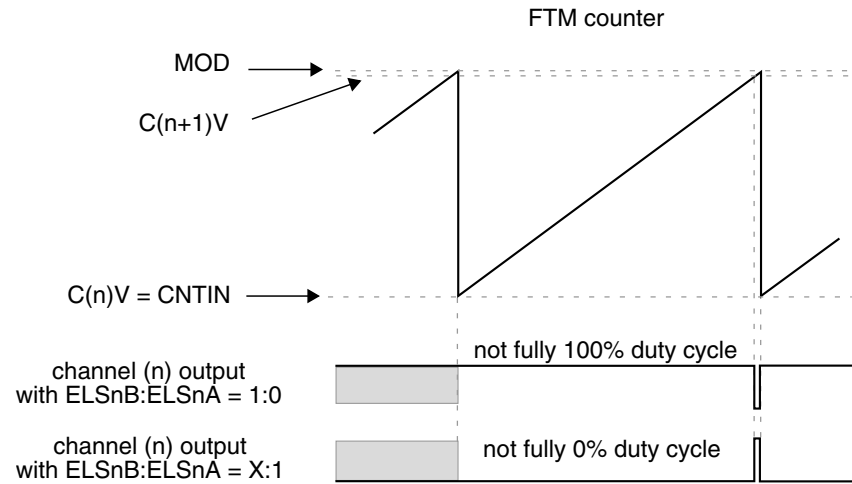 FTM counter
MOD
C(n+1)V
C(n)V = CNTIN
not fully 100% duty cycle
channel (n) output
with ELSnB:ELSnA = 1:0
not fully 0% duty cycle
channel (n) output
with ELSnB:ELSnA = X:1